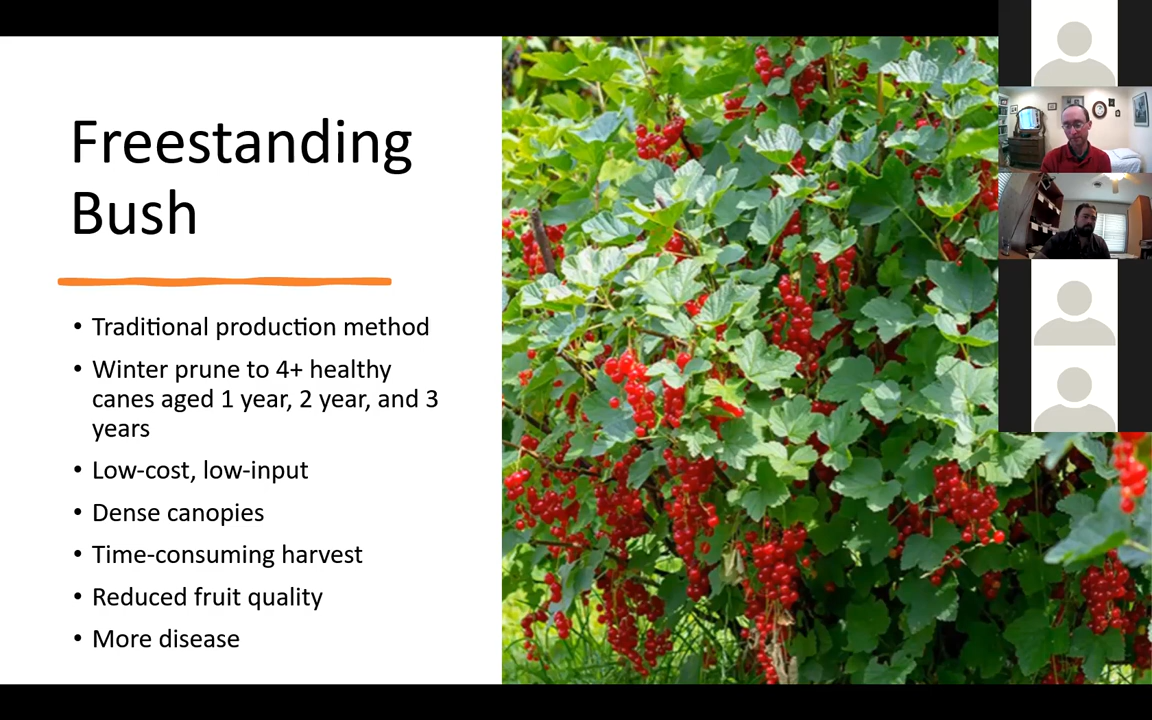 Freestanding
Bush
• Traditional production method
• Winter prune to 4+ healthy
canes aged 1 year, 2 year, and 3
years
• Low-cost, low-input
• Dense canopies
• Time-consuming harvest
• Reduced fruit quality
• More disease